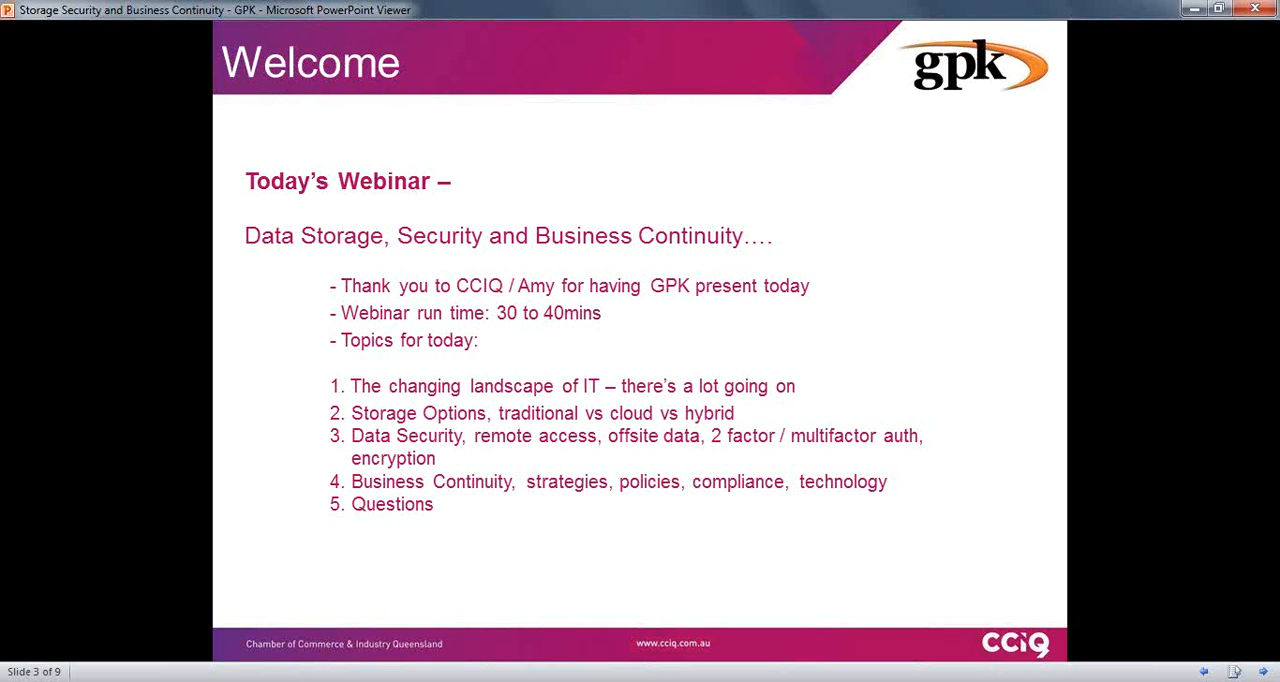 Storage Security and Business Continuity - GPK - Microsoft PowerPoint Viewer
Welcome
gpk
Today's Webinar –
Data Storage, Security and Business Continuity....
- Thank you to CCIQ / Amy for having GPK present today
- Webinar run time: 30 to 40mins
- Topics for today:
1. The changing landscape of IT – there's a lot going on
2. Storage Options, traditional vs cloud vs hybrid
3. Data Security, remote access, offsite data, 2 factor / multifactor auth,
encryption
4. Business Continuity, strategies, policies, compliance, technology
5. Questions
Chamber of Commerce & Industry Queensland
www.cciq.com.au
CCIQ
Slide 3 of 9